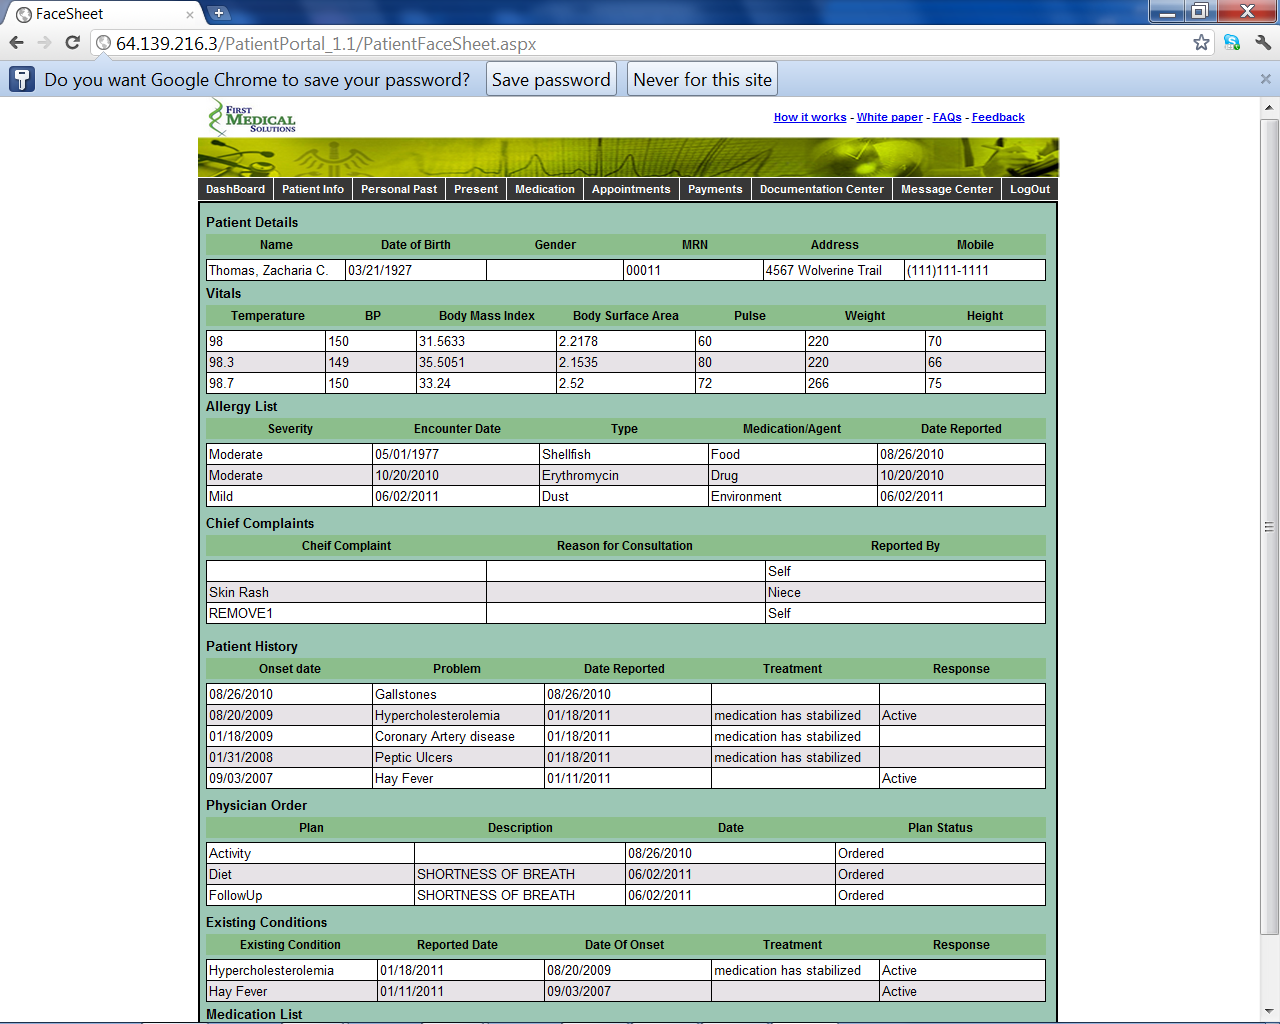 FaceSheet
64.139.216.3/PatientPortal_1.1/PatientFaceSheet.aspx
Do you want Google Chrome to save your password? Save password Never for this site
FIRST
MEDICAL
SOLUTIONS
How it works - White paper - FAQs - Feedback
DashBoard Patient Info Personal Past Present Medication Appointments Payments Documentation Center Message Center LogOut
Patient Details
Name Date of Birth Gender MRN Address Mobile
Thomas, Zacharia C. 03/21/1927 00011 4567 Wolverine Trail (111)111-1111
Vitals
Temperature BP Body Mass Index Body Surface Area Pulse Weight Height
98 150 31.5633 2.2178 60 220 70
98.3 149 35.5051 2.1535 80 220 66
98.7 150 33.24 2.52 72 266 75
Allergy List
Severity Encounter Date Type Medication/Agent Date Reported
Moderate 05/01/1977 Shellfish Food 08/26/2010
Moderate 10/20/2010 Erythromycin Drug 10/20/2010
Mild 06/02/2011 Dust Environment 06/02/2011
Chief Complaints
Cheif Complaint Reason for Consultation Reported By
Self
Skin Rash Niece
REMOVE1 Self
Patient History
Onset date Problem Date Reported Treatment Response
08/26/2010 Gallstones 08/26/2010
08/20/2009 Hypercholesterolemia 01/18/2011 medication has stabilized Active
01/18/2009 Coronary Artery disease 01/18/2011 medication has stabilized
01/31/2008 Peptic Ulcers 01/18/2011 medication has stabilized
09/03/2007 Hay Fever 01/11/2011 Active
Physician Order
Plan Description Date Plan Status
Activity 08/26/2010 Ordered
Diet SHORTNESS OF BREATH 06/02/2011 Ordered
FollowUp SHORTNESS OF BREATH 06/02/2011 Ordered
Existing Conditions
Existing Condition Reported Date Date Of Onset Treatment Response
Hypercholesterolemia 01/18/2011 08/20/2009 medication has stabilized Active
Hay Fever 01/11/2011 09/03/2007 Active
Medication List